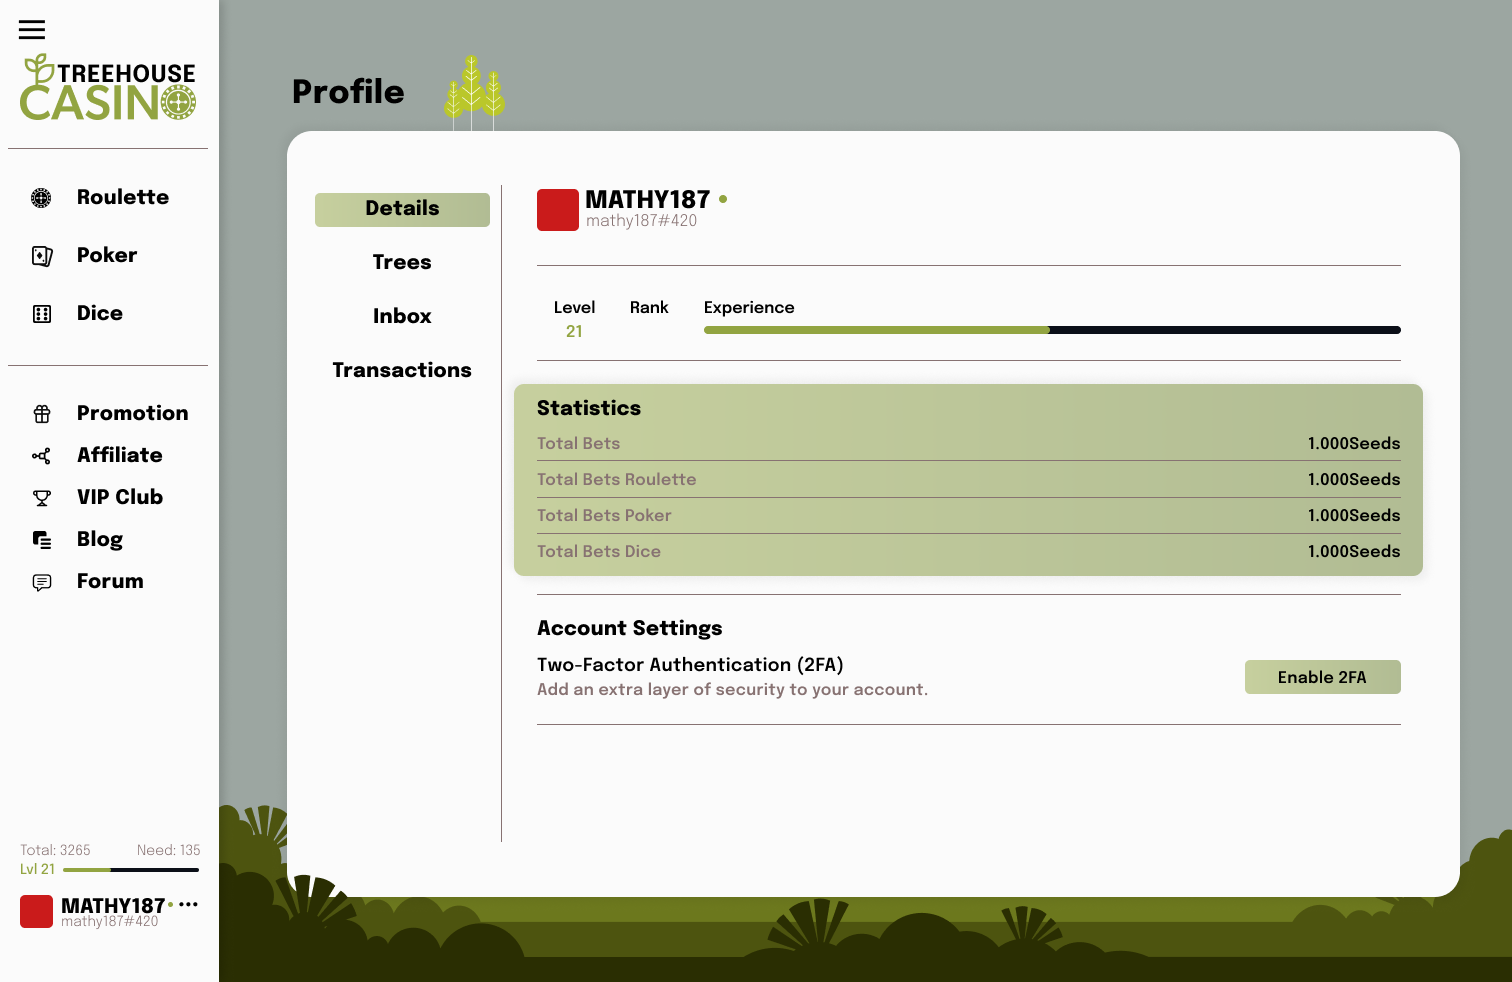 TREEHOUSE
CASINO
Roulette
Poker
Dice
Promotion
Affiliate
VIP Club
Blog
Forum
Total: 3265 Need: 135
Lvl 21
MATHY187
mathy187#420
Profile
Details
Trees
Inbox
Transactions
MATHY187
mathy187#420
Level Rank Experience
21
Statistics
Total Bets 1.000Seeds
Total Bets Roulette 1.000Seeds
Total Bets Poker 1.000Seeds
Total Bets Dice 1.000Seeds
Account Settings
Two-Factor Authentication (2FA)
Add an extra layer of security to your account.
Enable 2FA